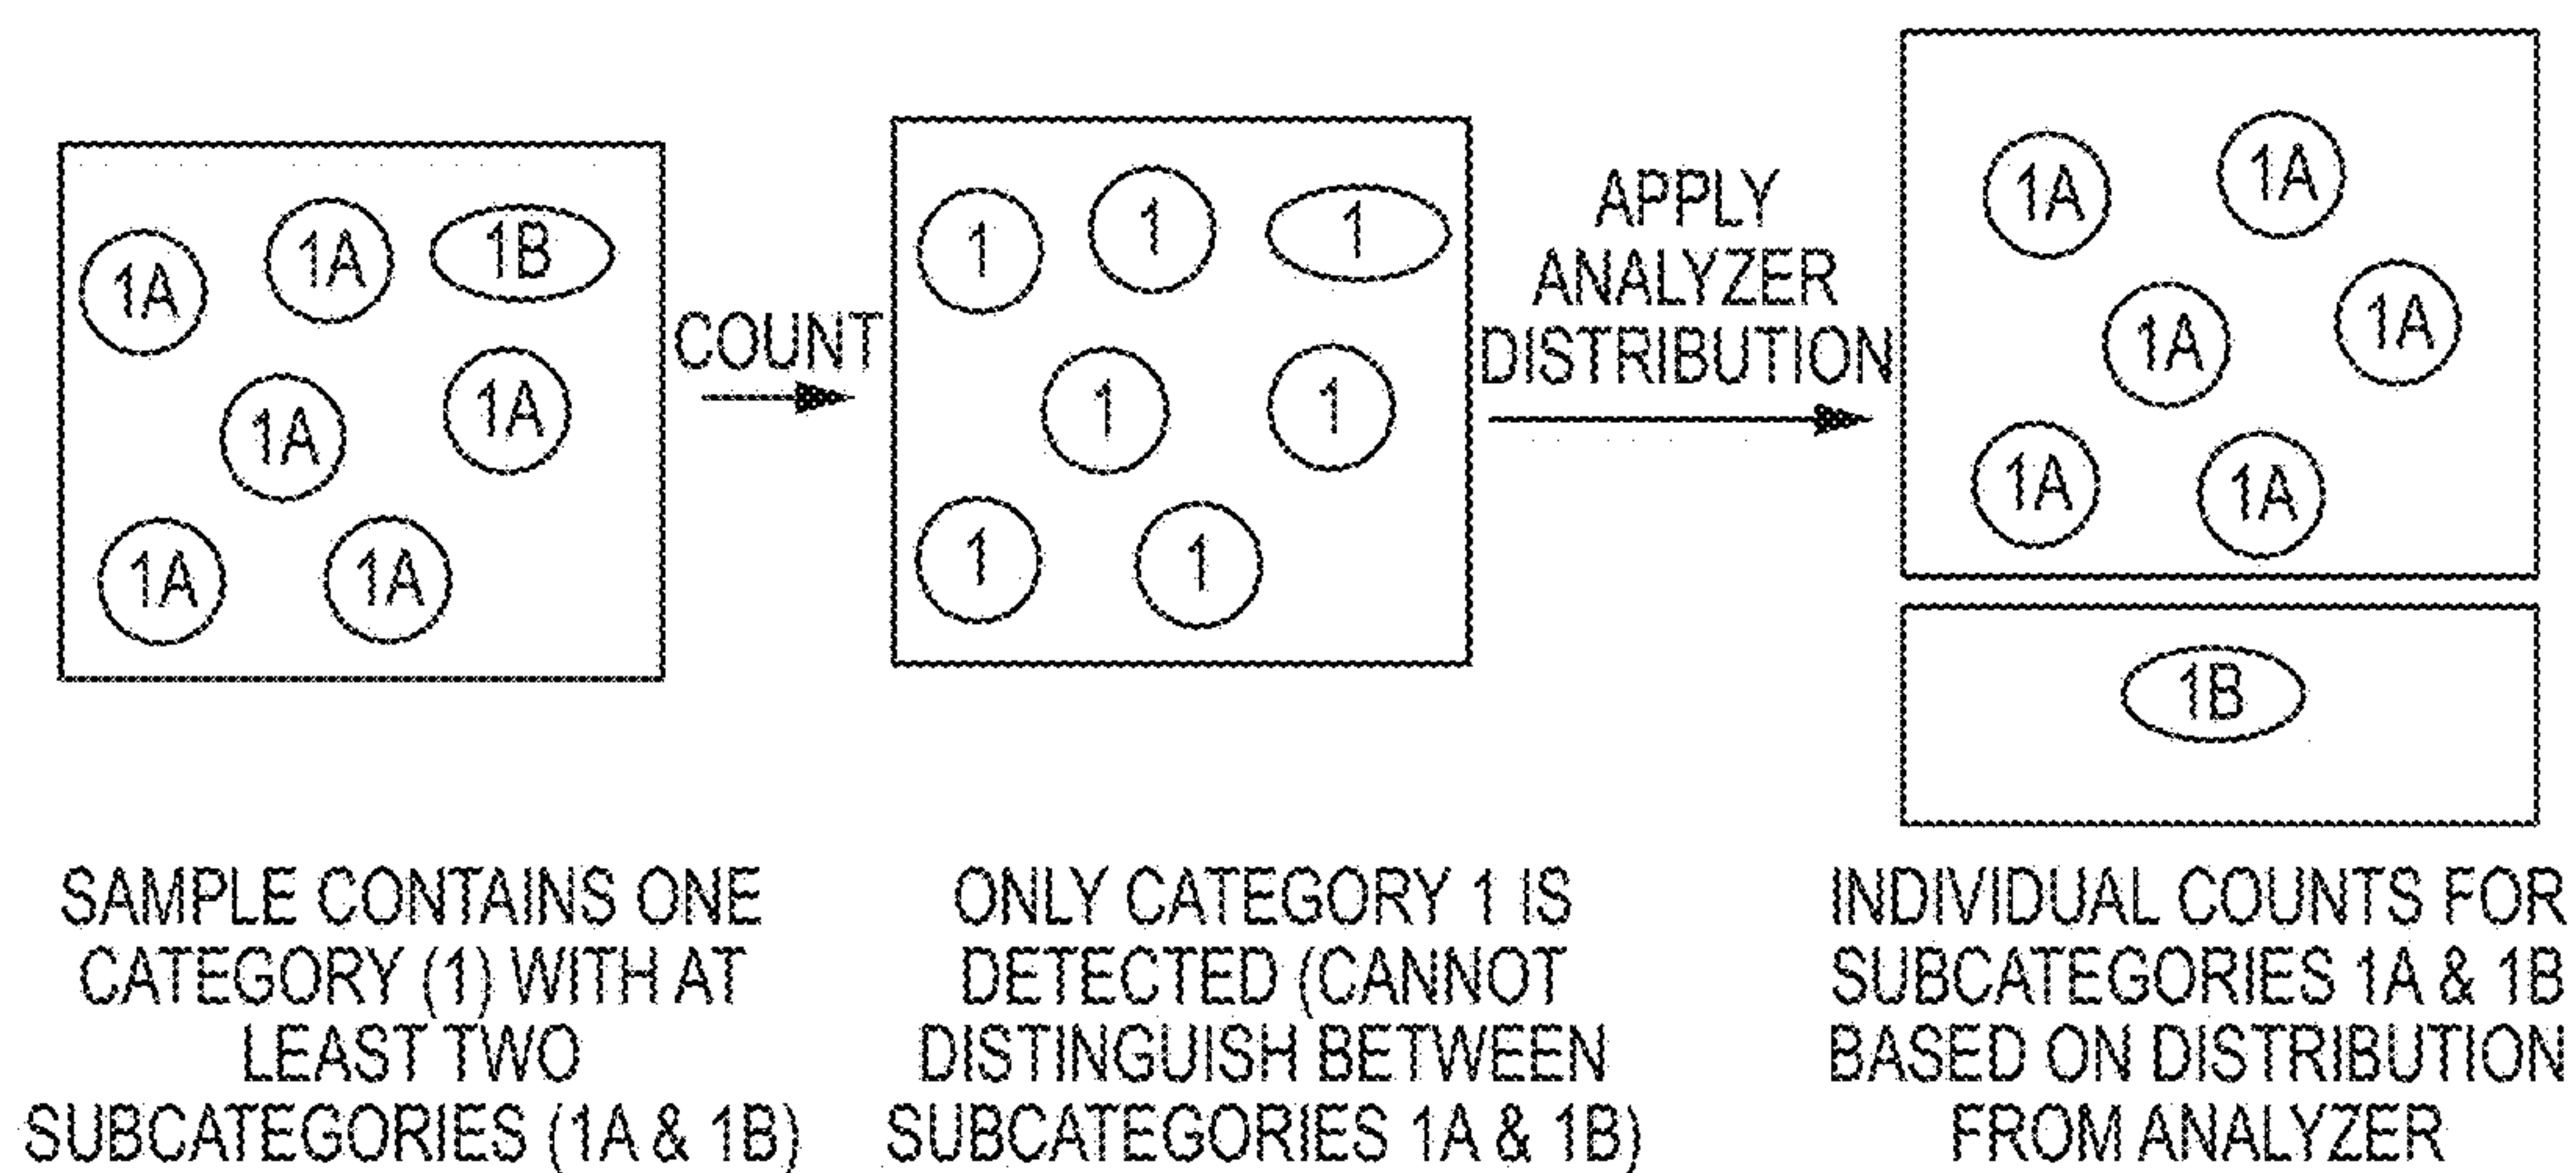 1A
1A
1B
1A
1A
1A
1A
COUNT
1
1
1
1
1
1
1
APPLY
ANALYZER
DISTRIBUTION
1A
1A
1A
1A
1A
1A
1B
SAMPLE CONTAINS ONE
CATEGORY (1) WITH AT
LEAST TWO
SUBCATEGORIES (1A & 1B)
ONLY CATEGORY 1 IS
DETECTED (CANNOT
DISTINGUISH BETWEEN
SUBCATEGORIES 1A & 1B)
INDIVIDUAL COUNTS FOR
SUBCATEGORIES 1A & 1B
BASED ON DISTRIBUTION
FROM ANALYZER